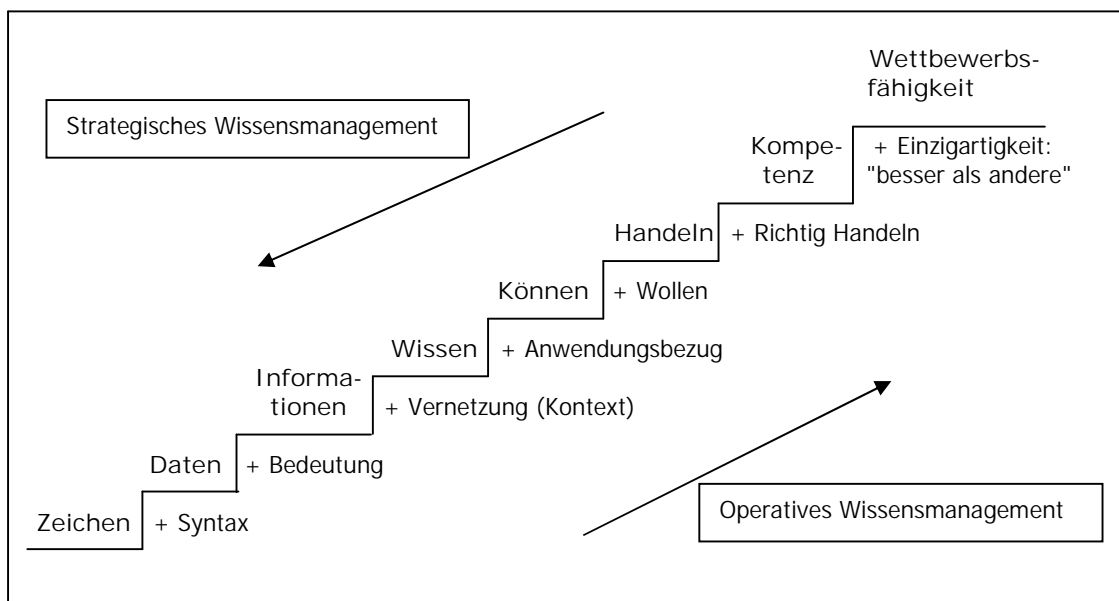 Wettbewerbs-
fähigkeit
Strategisches Wissensmanagement
+ Einzigartigkeit:
"besser als andere"
Kompe-
tenz
Handeln
+ Richtig Handeln
Können
+ Wollen
Wissen
+ Anwendungsbezug
Informa-
tionen
+ Vernetzung (Kontext)
Daten
+ Bedeutung
Zeichen
+ Syntax
Operatives Wissensmanagement